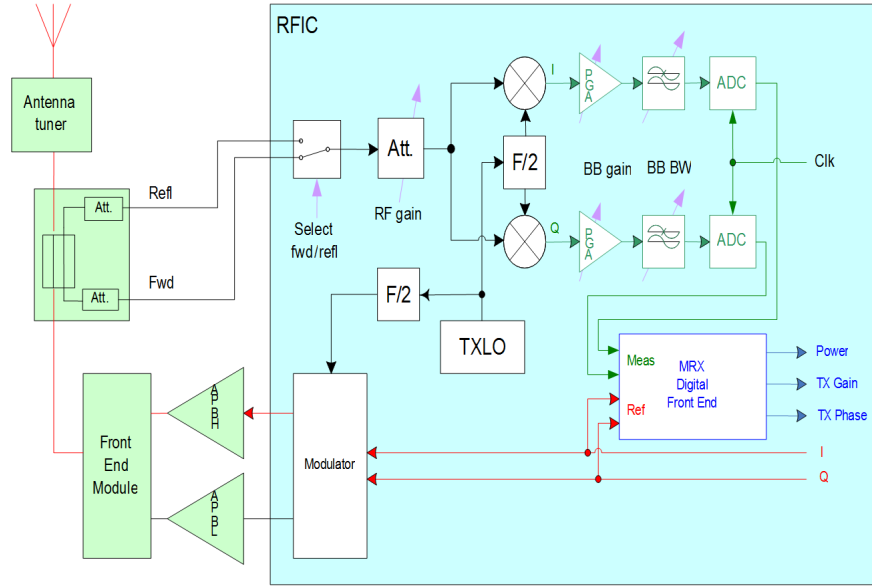 RFIC
Antenna
tuner
I
P
G
A
ADC
Att.
F/2
BB gain
BB BW
Clk
Refl
Att.
Select
fwd/refl
RF gain
Q
P
G
A
ADC
Fwd
Att.
F/2
TXLO
Meas
Ref
MRX
Digital
Front End
Power
TX Gain
TX Phase
Front
End
Module
A
P
B
H
Modulator
I
Q
A
P
B
L